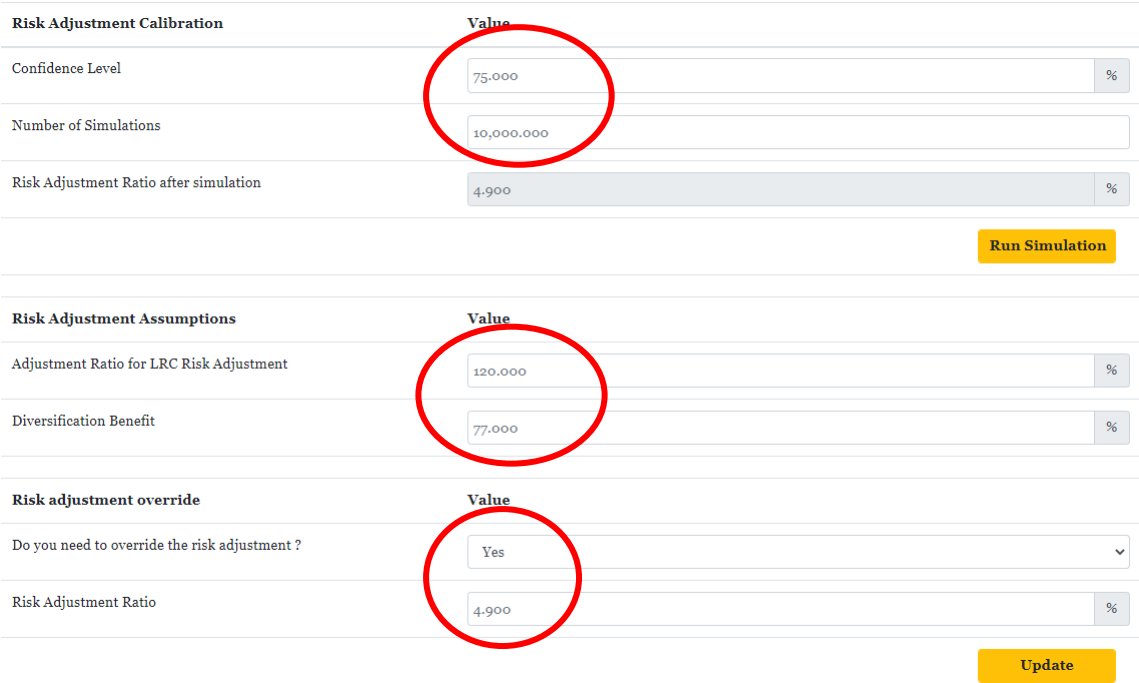 Risk Adjustment Calibration Value
Confidence Level 75.000 %
Number of Simulations 10,000.000
Risk Adjustment Ratio after simulation 4.900 %
Run Simulation
Risk Adjustment Assumptions Value
Adjustment Ratio for LRC Risk Adjustment 120.000 %
Diversification Benefit 77.000 %
Risk adjustment override Value
Do you need to override the risk adjustment ? Yes
Risk Adjustment Ratio 4.900 %
Update